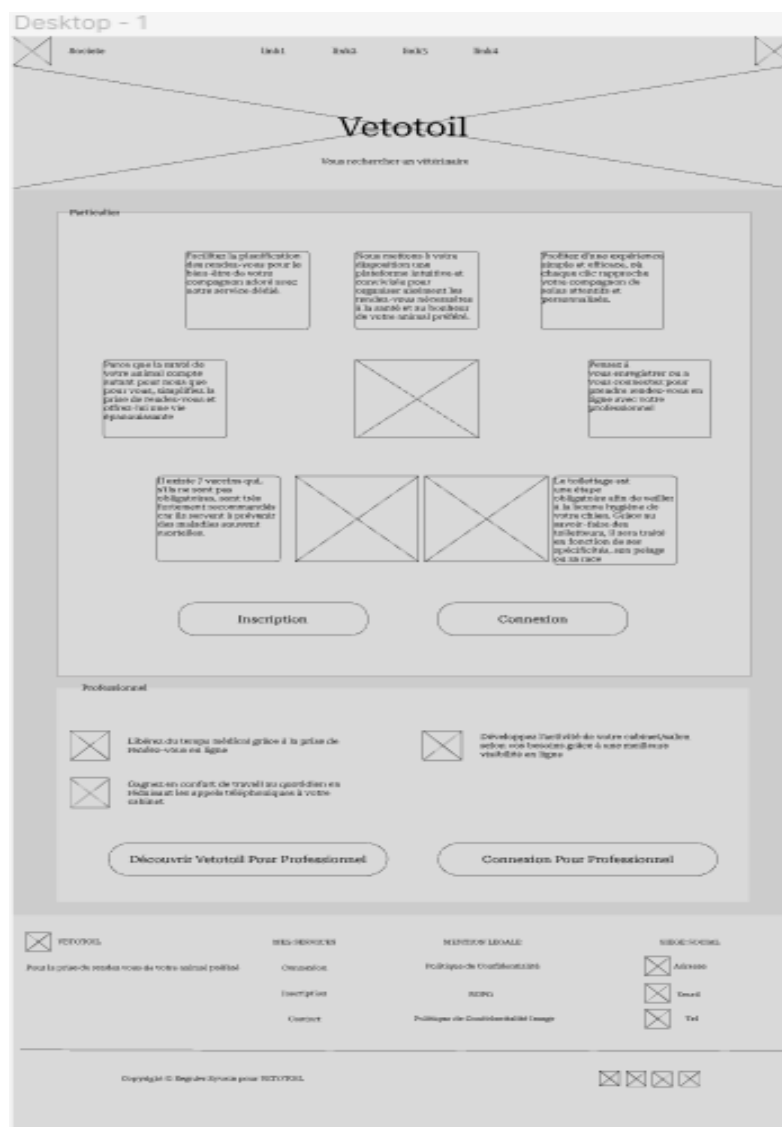 Desktop - 1
Societe link1 link2 link3 link4
Vetotoil
Vous rechercher un vétérinaire
Particulier
Facilitez la planification
des rendez-vous pour le
bien-être de votre
compagnon adoré avec
notre service dédié.
Nous mettons à votre
disposition une
plateforme intuitive et
conviviale pour
organiser aisément les
rendez-vous nécessaires
à la santé et au bonheur
de votre animal préféré.
Profitez d'une expérience
simple et efficace, où
chaque clic rapproche
votre compagnon de
soins attentifs et
personnalisés.
Parce que la santé de
votre animal compte
autant pour nous que
pour vous, simplifiez la
prise de rendez-vous et
offrez-lui une vie
épanouissante
Pensez à
vous enregistrer ou a
vous connectez pour
prendre rendez-vous en
ligne avec votre
professionnel
Il existe 7 vaccins qui,
s'ils ne sont pas
obligatoires, sont très
fortement recommandés
car ils servent à prévenir
des maladies souvent
mortelles.
Le toilettage est
une étape
obligatoire afin de veiller
à la bonne hygiène de
votre chien. Grâce au
savoir-faire des
toiletteurs, il sera traité
en fonction de ses
spécificités, son pelage
ou sa race
Inscription
Connexion
Professionnel
Libérez du temps médical grâce à la prise de
rendez-vous en ligne
Développez l'activité de votre cabinet/salon
selon vos besoins grâce à une meilleure
visibilité en ligne
Gagnez en confort de travail au quotidien en
réduisant les appels téléphoniques à votre
cabinet
Découvrir Vetotoil Pour Professionnel
Connexion Pour Professionnel
VETOTOIL
Pour la prise de rendez vous de votre animal préféré
SERVICES
Connexion
Inscription
Contact
MENTION LEGALE
Politique de Confidentialité
RGPD
Politique de Confidentialité Image
SIEGE SOCIAL
Adresse
Email
Tel
Copyright © pour VETOTOIL